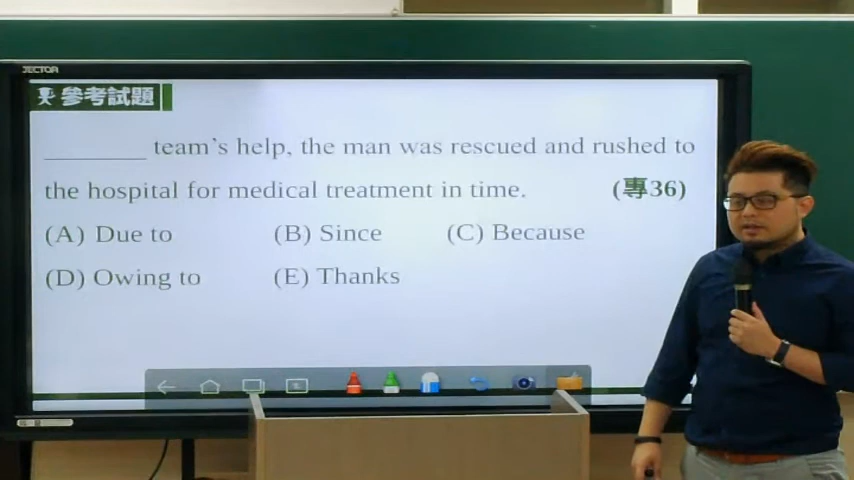 VECTOR
參考試題
________ team's help, the man was rescued and rushed to
the hospital for medical treatment in time. (專36)
(A) Due to (B) Since (C) Because
(D) Owing to (E) Thanks